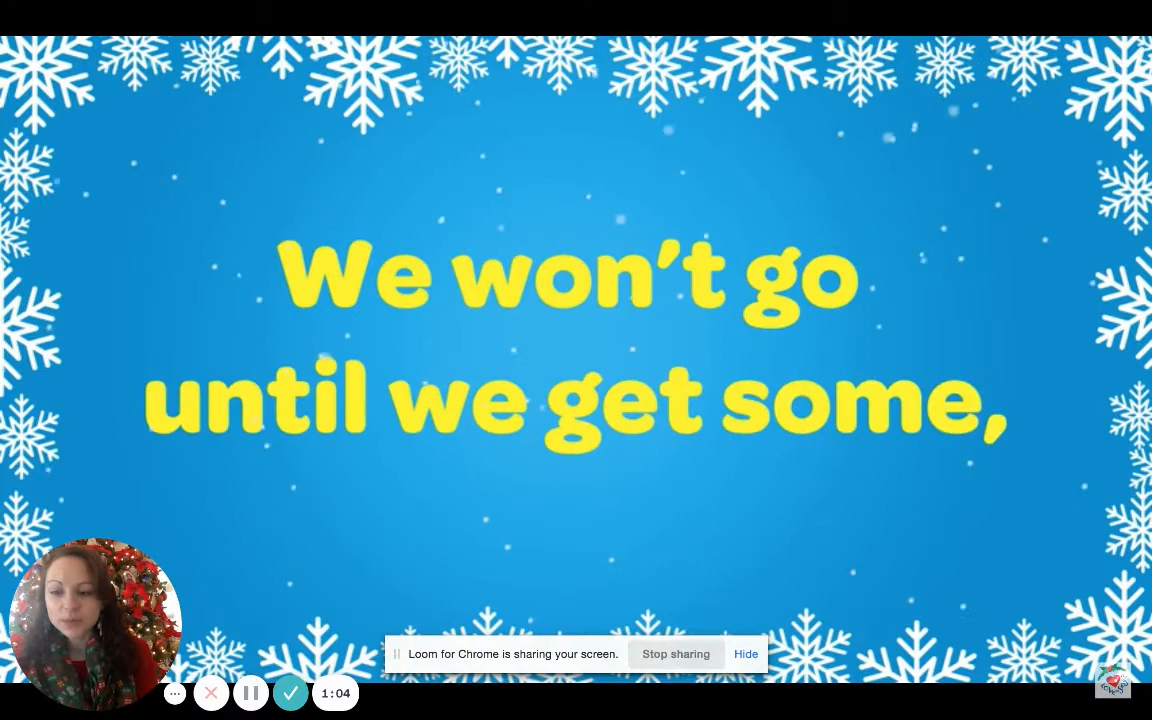 We won't go
until we get some,
Loom for Chrome is sharing your screen. Stop sharing Hide
1:04